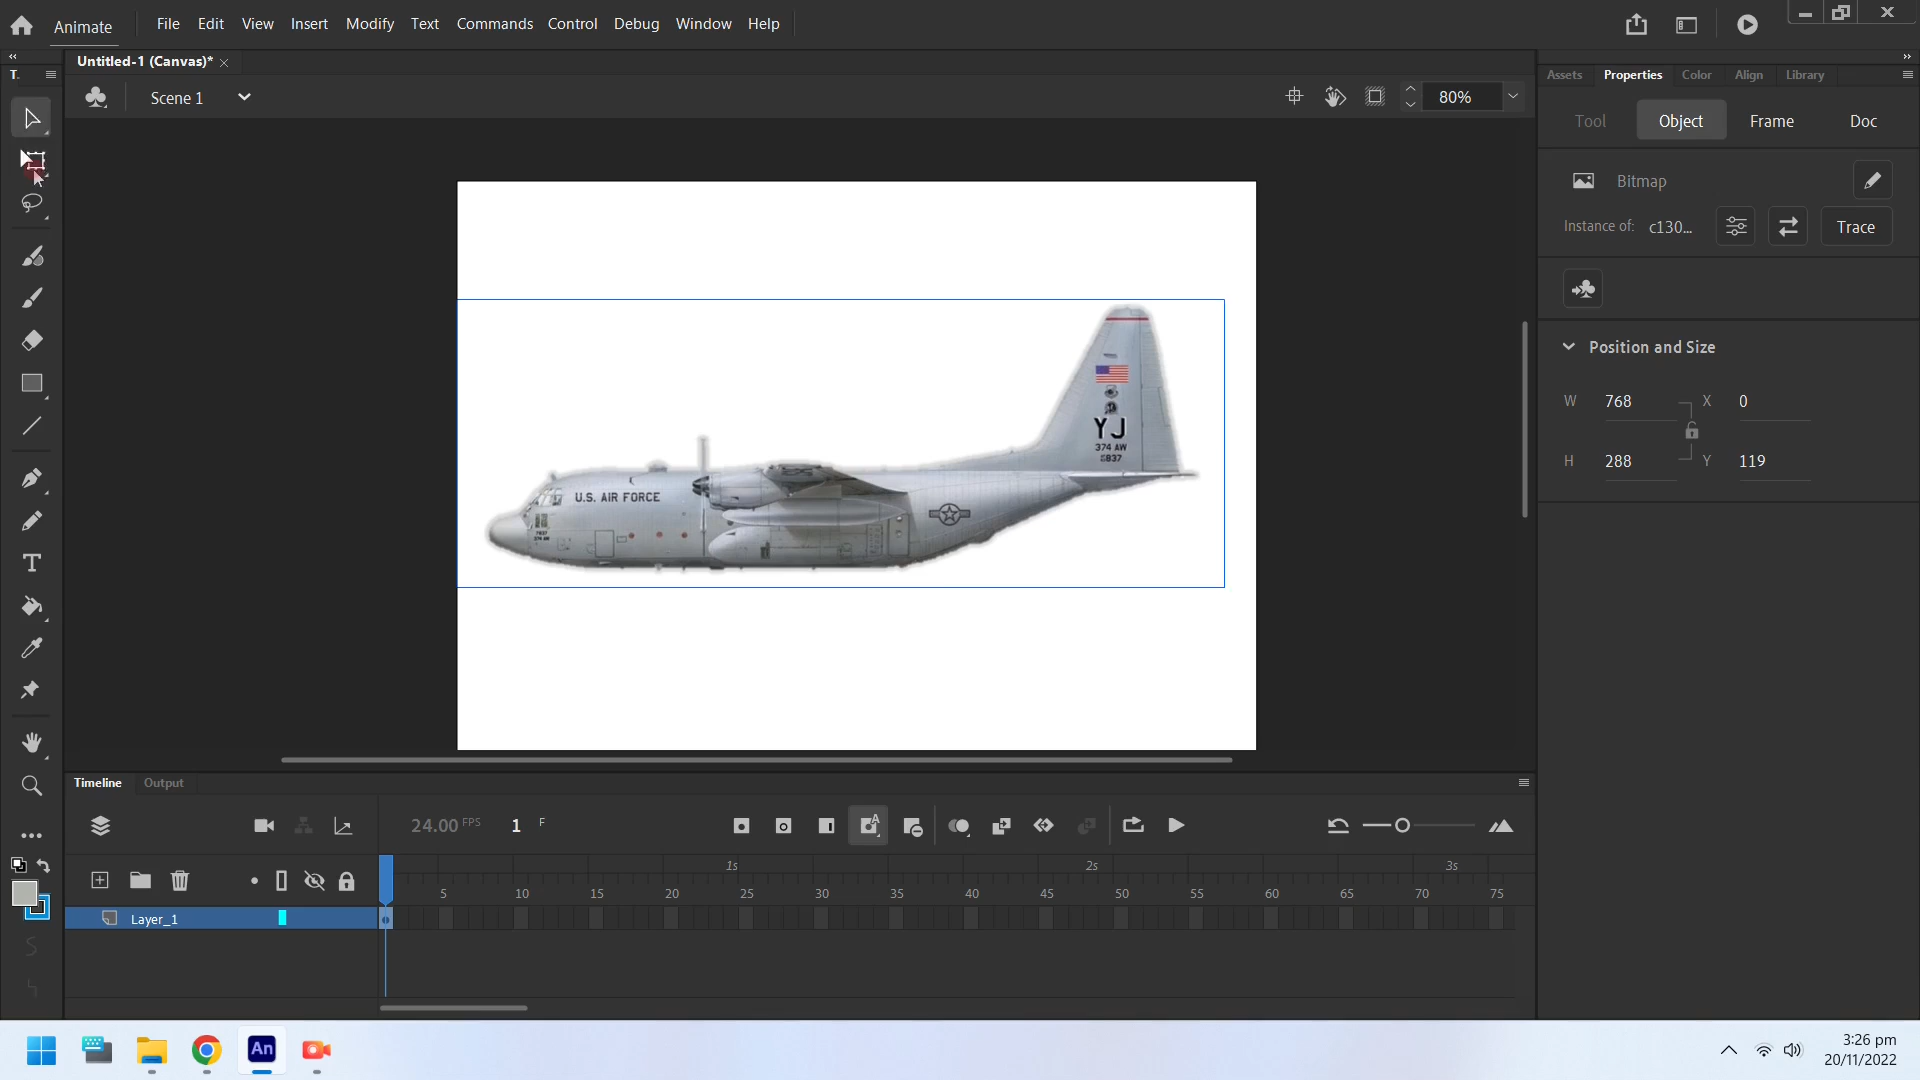 Animate File Edit View Insert Modify Text Commands Control Debug Window Help
Untitled-1 (Canvas)*
Scene 1
80%
T.
Assets Properties Color Align Library
Tool Object Frame Doc
Bitmap
Instance of: c130... Trace
Position and Size
W 768 X 0
H 288 Y 119
YJ
374 AW
837
U.S. AIR FORCE
Timeline Output
24.00 FPS 1 F
1s 2s 3s
5 10 15 20 25 30 35 40 45 50 55 60 65 70 75
Layer_1
An
3:26 pm
20/11/2022